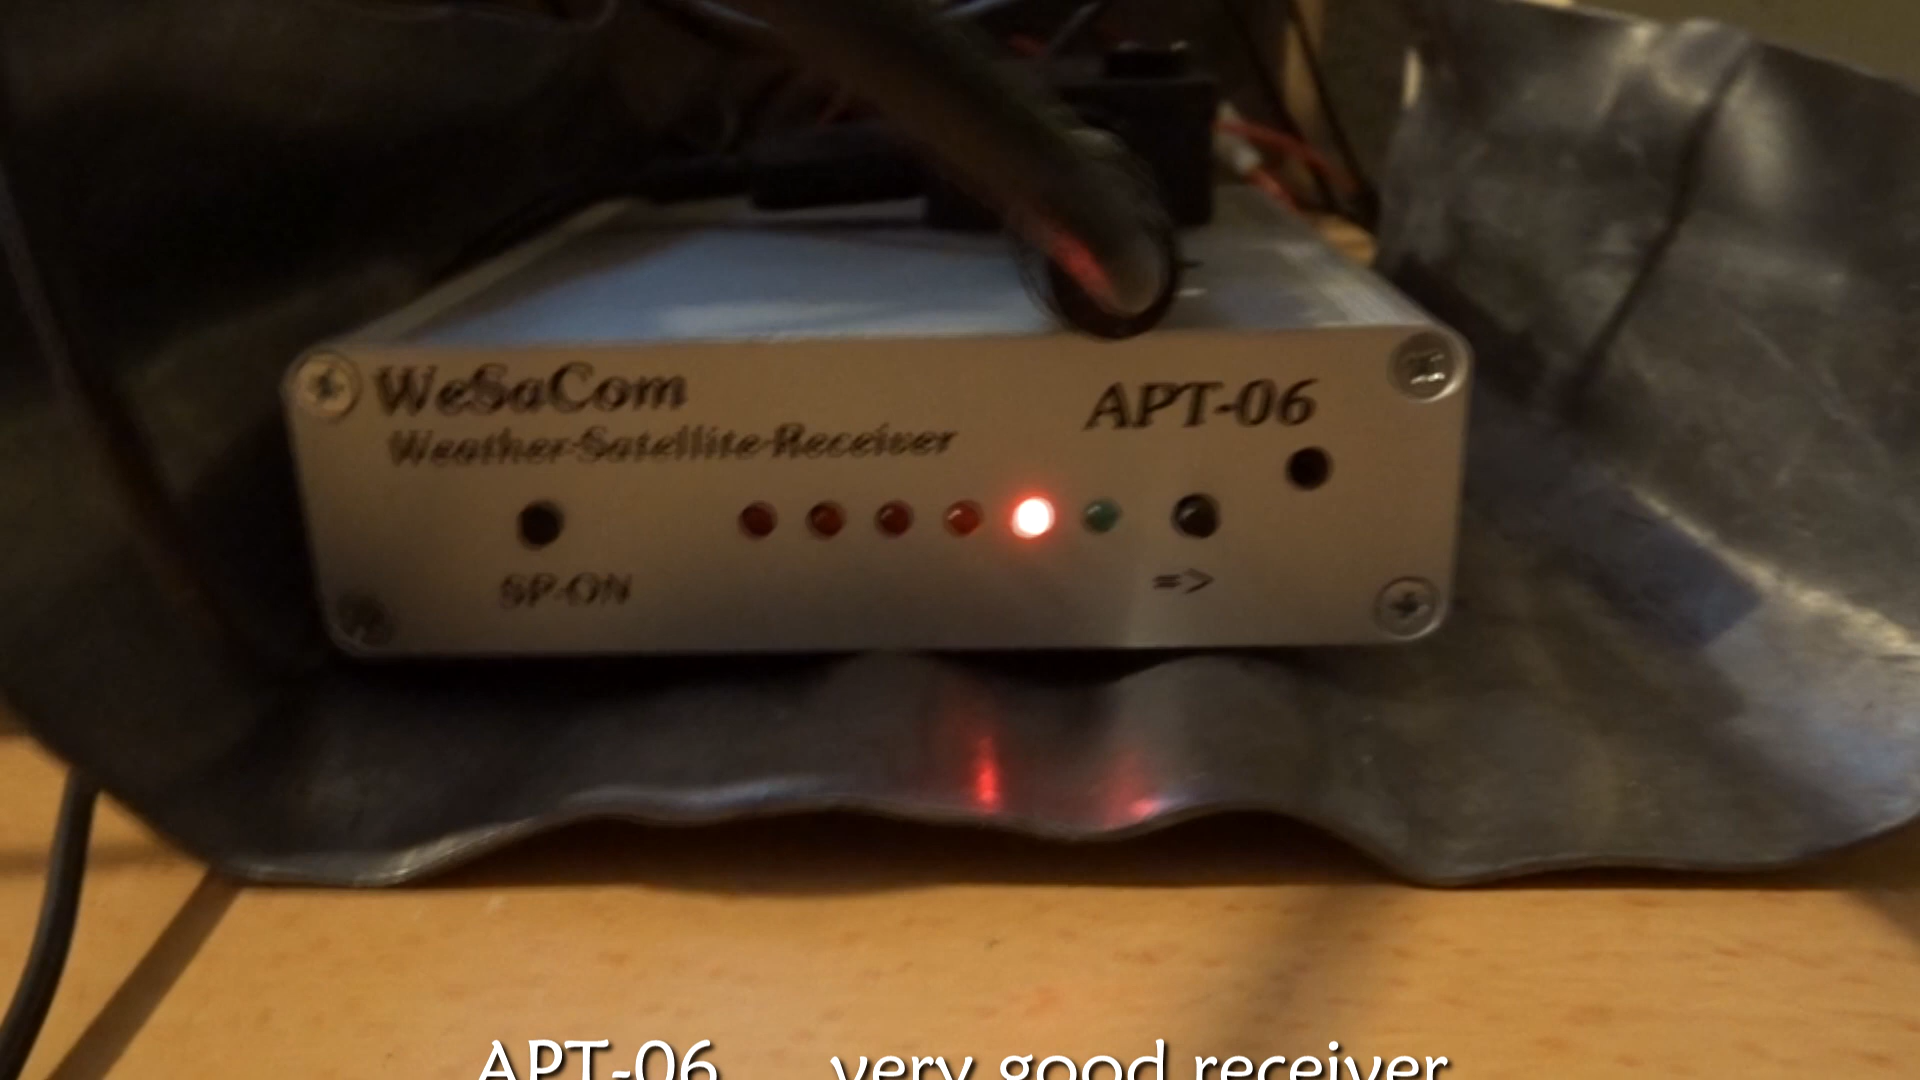 WeSaCom
APT-06
Weather-Satellite-Receiver
SP-ON
=>
APT-06 very good receiver